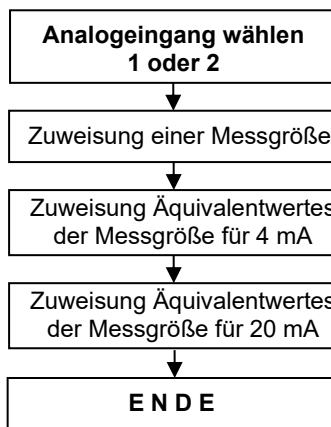 Analogeingang wählen
1 oder 2
Zuweisung einer Messgröße
Zuweisung Äquivalentwertes
der Messgröße für 4 mA
Zuweisung Äquivalentwertes
der Messgröße für 20 mA
E N D E